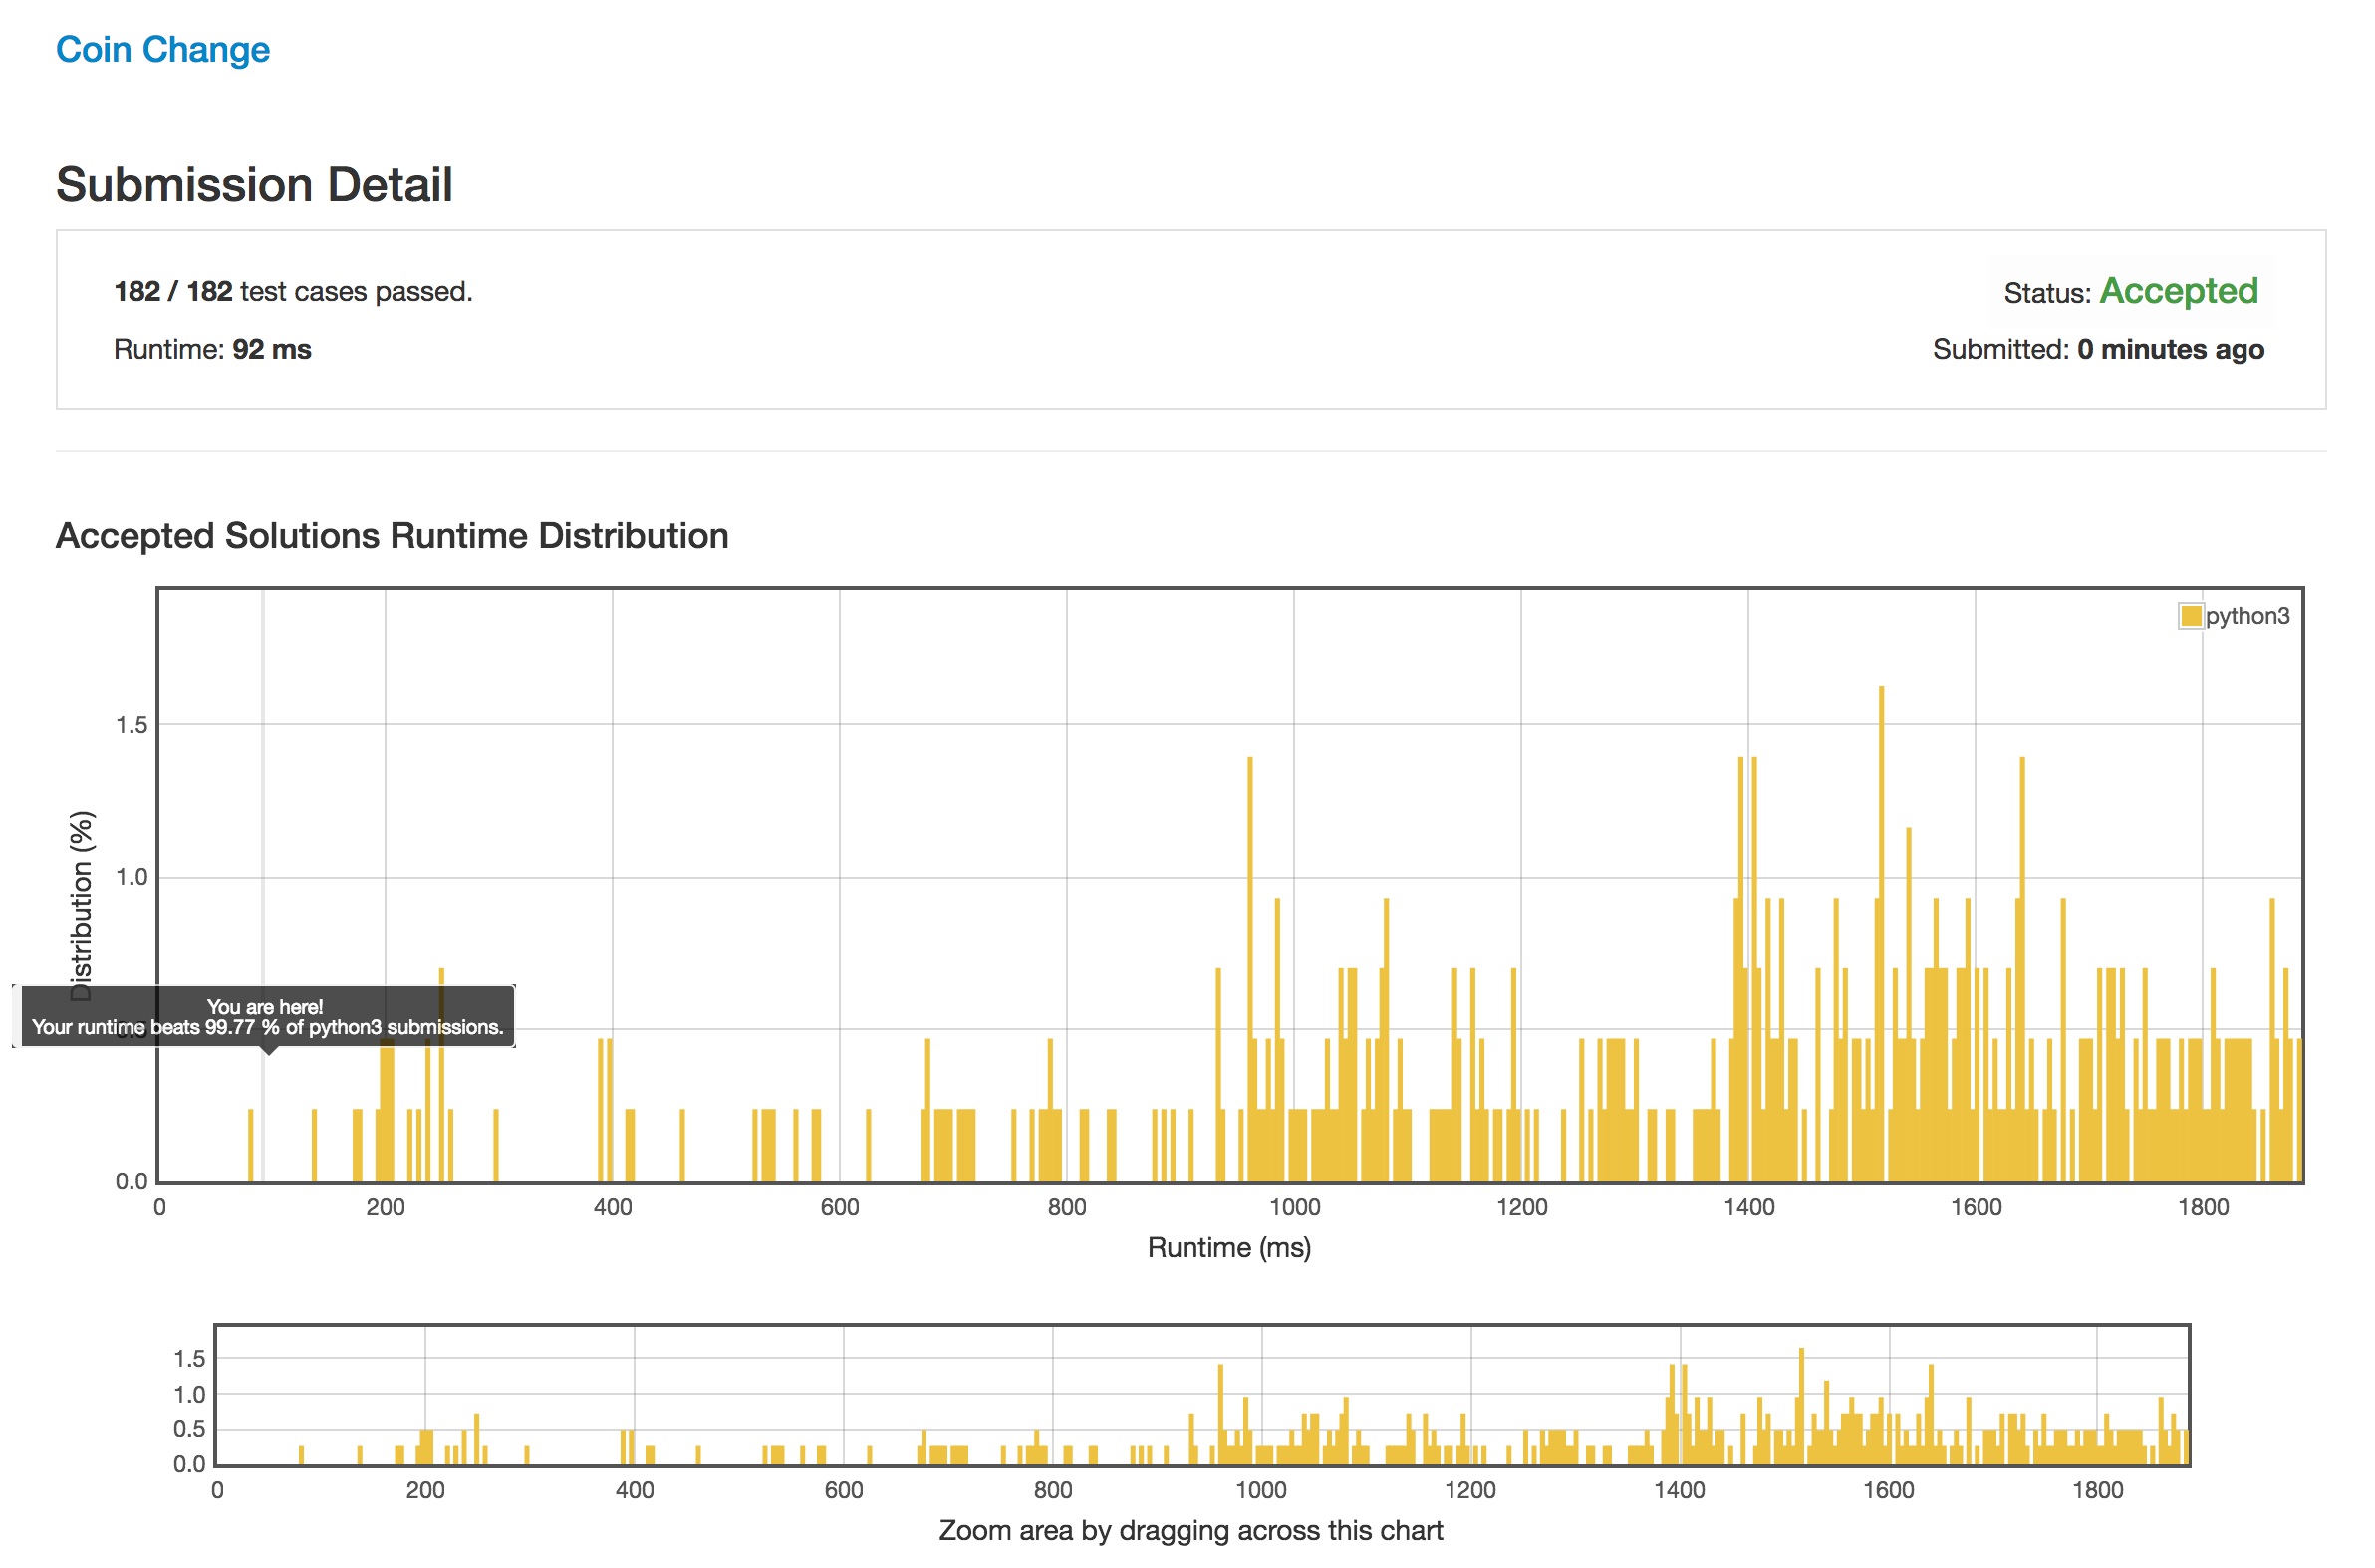 Coin Change
Submission Detail
182 / 182 test cases passed.
Status: Accepted
Runtime: 92 ms
Submitted: 0 minutes ago
Accepted Solutions Runtime Distribution
python3
Distribution (%)
1.5
1.0
0.5
0.0
You are here!
Your runtime beats 99.77 % of python3 submissions.
0 200 400 600 800 1000 1200 1400 1600 1800
Runtime (ms)
1.5
1.0
0.5
0.0
0 200 400 600 800 1000 1200 1400 1600 1800
Zoom area by dragging across this chart